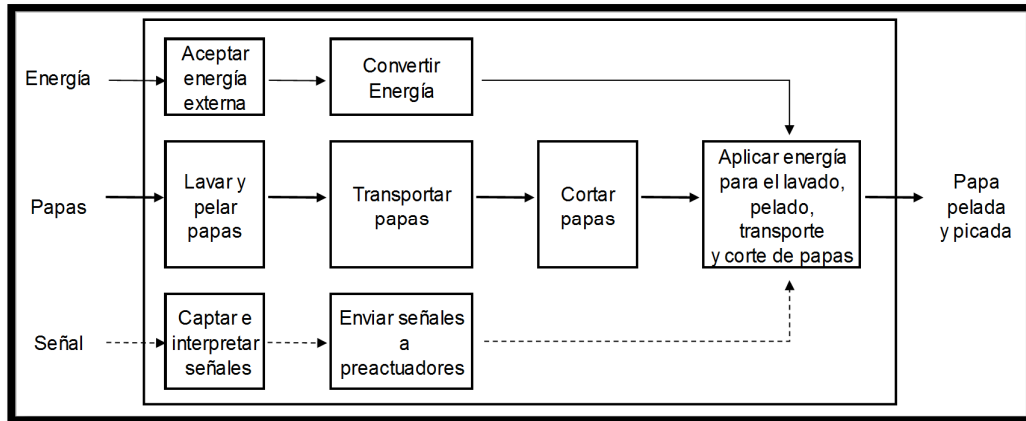 Energía
Aceptar
energía
externa
Convertir
Energía
Papas
Lavar y
pelar
papas
Transportar
papas
Cortar
papas
Aplicar energía
para el lavado,
pelado,
transporte
y corte de papas
Papa
pelada
y picada
Señal
Captar e
interpretar
señales
Enviar señales
a
preactuadores